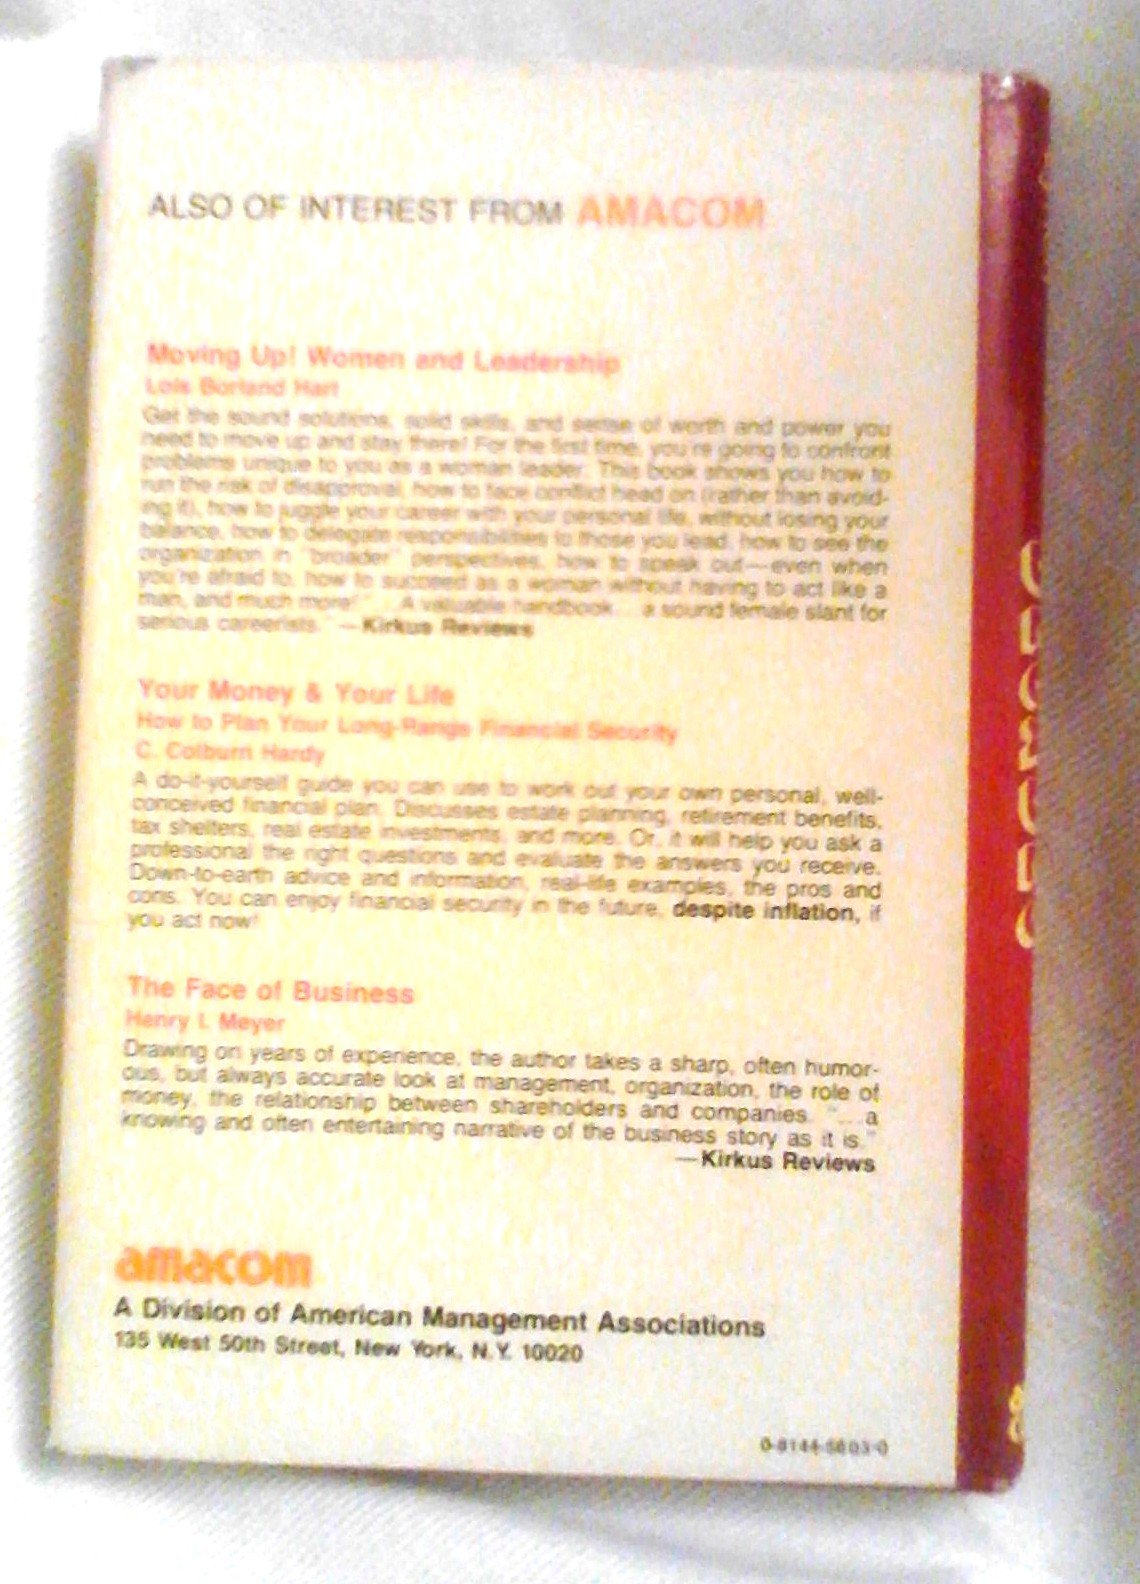 ALSO OF INTEREST FROM AMACOM
Moving Up! Women and Leadership
Lois Borland Hart
Get the sound solutions, solid skills, and sense of worth and power you
need to move up and stay there! For the first time, you're going to confront
problems unique to you as a woman leader. This book shows you how to
run the risk of disapproval, how to face conflict head on (rather than avoid-
ing it), how to juggle your career with your personal life, without losing your
balance, how to delegate responsibilities to those you lead, how to see the
organization in "broader" perspectives, how to speak out—even when
you're afraid to, how to succeed as a woman without having to act like a
man, and much more! "...A valuable handbook... a sound female slant for
serious careerists." —Kirkus Reviews
Your Money & Your Life
How to Plan Your Long-Range Financial Security
C. Colburn Hardy
A do-it-yourself guide you can use to work out your own personal, well-
conceived financial plan. Discusses estate planning, retirement benefits,
tax shelters, real estate investments, and more. Or, it will help you ask a
professional the right questions and evaluate the answers you receive.
Down-to-earth advice and information, real-life examples, the pros and
cons. You can enjoy financial security in the future, despite inflation, if
you act now!
The Face of Business
Henry I. Meyer
Drawing on years of experience, the author takes a sharp, often humor-
ous, but always accurate look at management, organization, the role of
money, the relationship between shareholders and companies. "...a
knowing and often entertaining narrative of the business story as it is."
—Kirkus Reviews
amacom
A Division of American Management Associations
135 West 50th Street, New York, N.Y. 10020